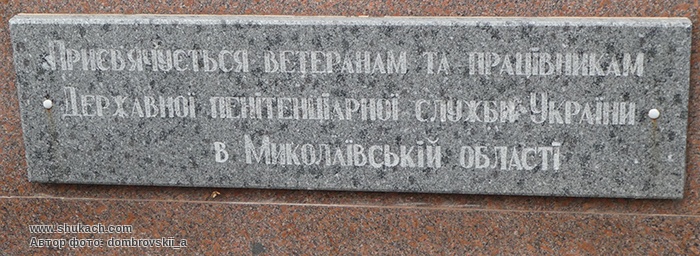 Присвячується ветеранам та працівникам
Державної пенітенціарної служби України
в Миколаївській області
www.shukach.com
Автор фото: dombrovskii_a